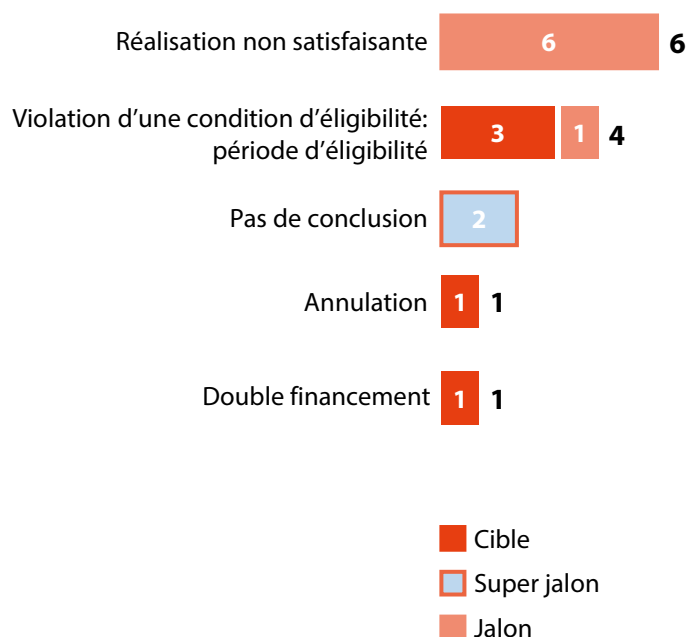 Réalisation non satisfaisante 6 6
Violation d’une condition d’éligibilité:
période d’éligibilité 3 1 4
Pas de conclusion 2
Annulation 1 1
Double financement 1 1
Cible
Super jalon
Jalon